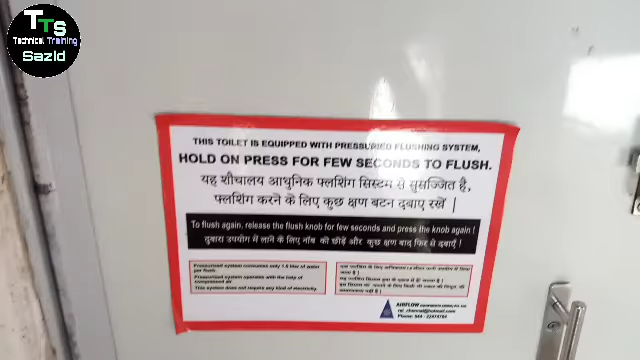 TTS
Technical Training
Sazid
THIS TOILET IS EQUIPPED WITH PRESSURIED FLUSHING SYSTEM,
HOLD ON PRESS FOR FEW SECONDS TO FLUSH.
यह शौचालय आधुनिक फ्लशिंग सिस्टम से सुसज्जित है,
फ्लशिंग करने के लिए कुछ क्षण बटन दबाए रखें |
To flush again, release the flush knob for few seconds and press the knob again !
दुबारा उपयोग में लाने के लिए नॉब को छोड़ें और कुछ क्षण बाद फिर से दबाएँ !
Pressurized system consumes only 1.5 liter of water
per flush.
Pressurized system operates with the help of
compressed air
This system does not require any kind of electricity.
AIRFLOW